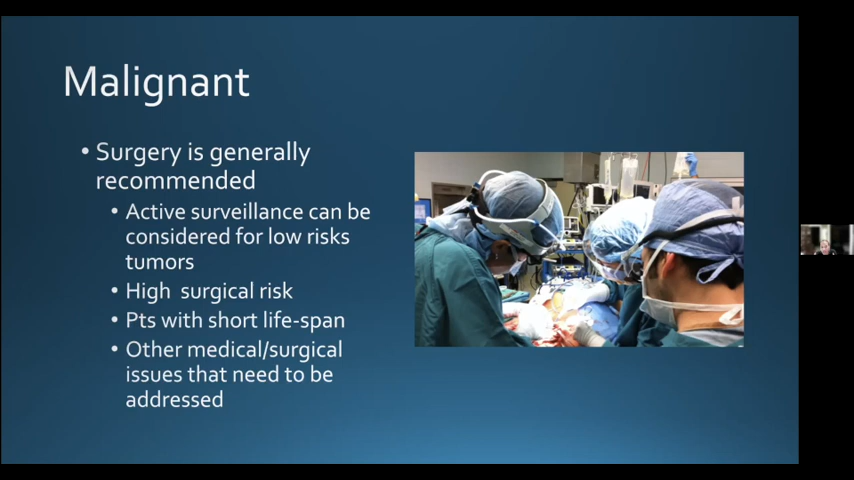 Malignant
• Surgery is generally
recommended
• Active surveillance can be
considered for low risks
tumors
• High surgical risk
• Pts with short life-span
• Other medical/surgical
issues that need to be
addressed